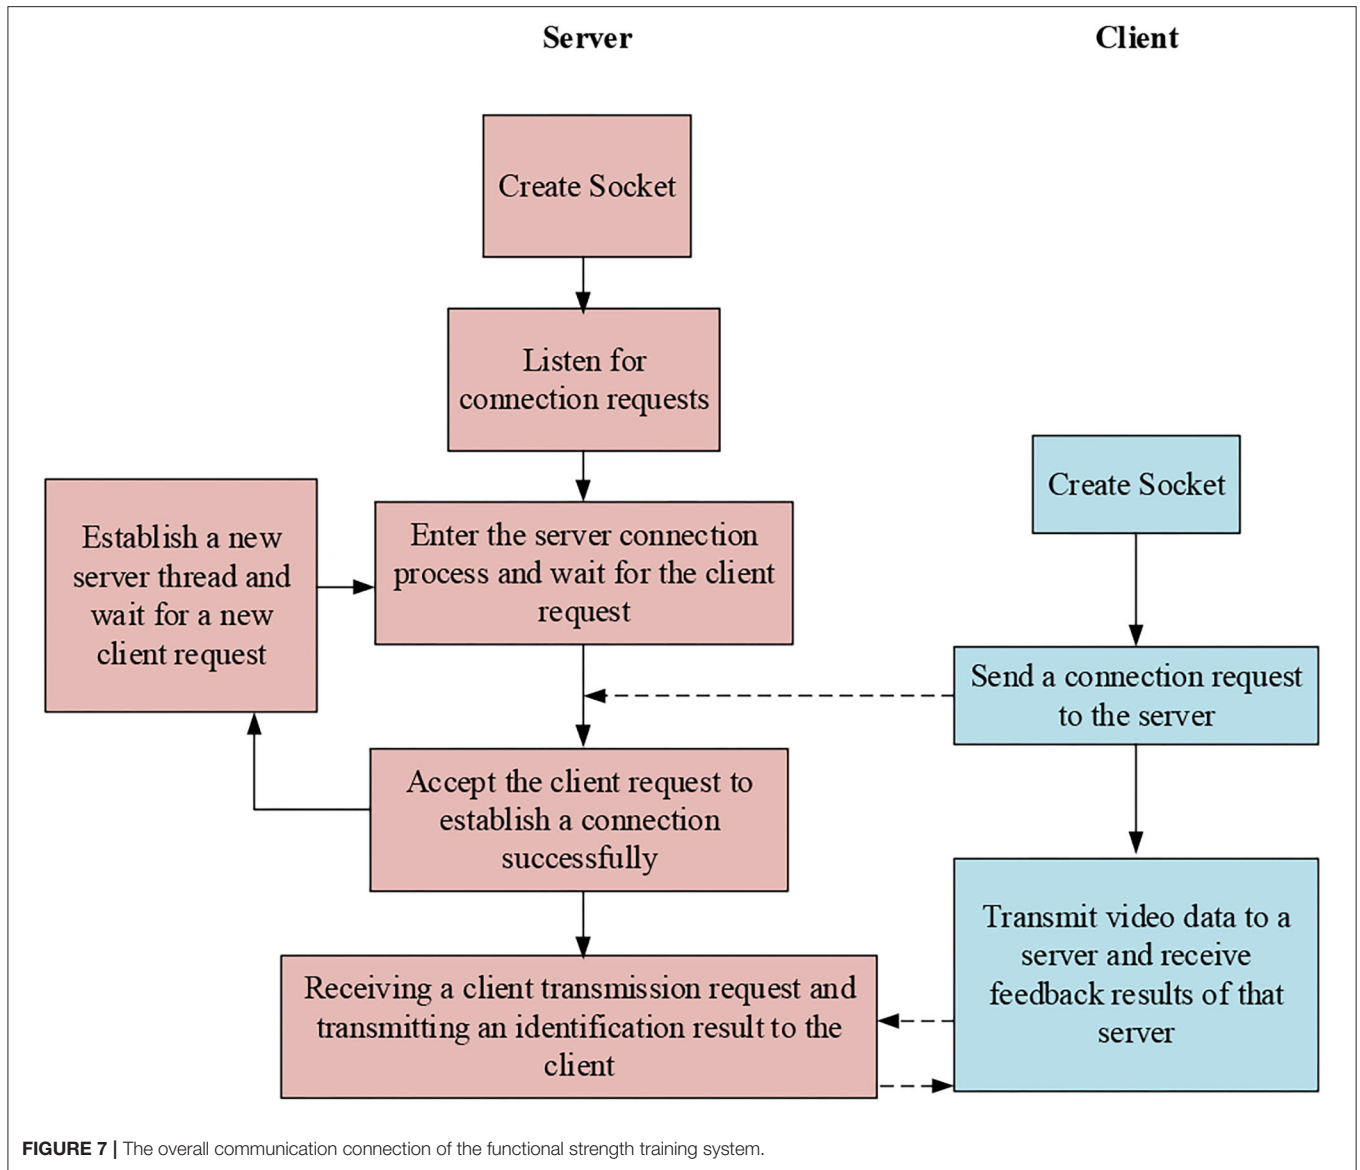 Server
Client
Create Socket
Listen for
connection requests
Create Socket
Establish a new
server thread and
wait for a new
client request
Enter the server connection
process and wait for the client
request
Send a connection request
to the server
Accept the client request to
establish a connection
successfully
Transmit video data to a
server and receive
feedback results of that
server
Receiving a client transmission request and
transmitting an identification result to the
client
FIGURE 7 | The overall communication connection of the functional strength training system.